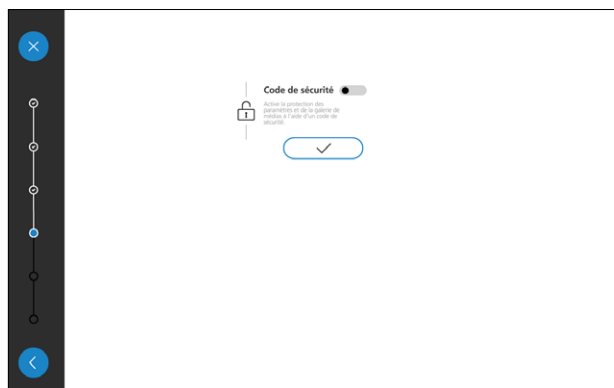 Code de sécurité
Active la protection des
paramètres et de la galerie de
médias à l'aide d'un code de
sécurité.